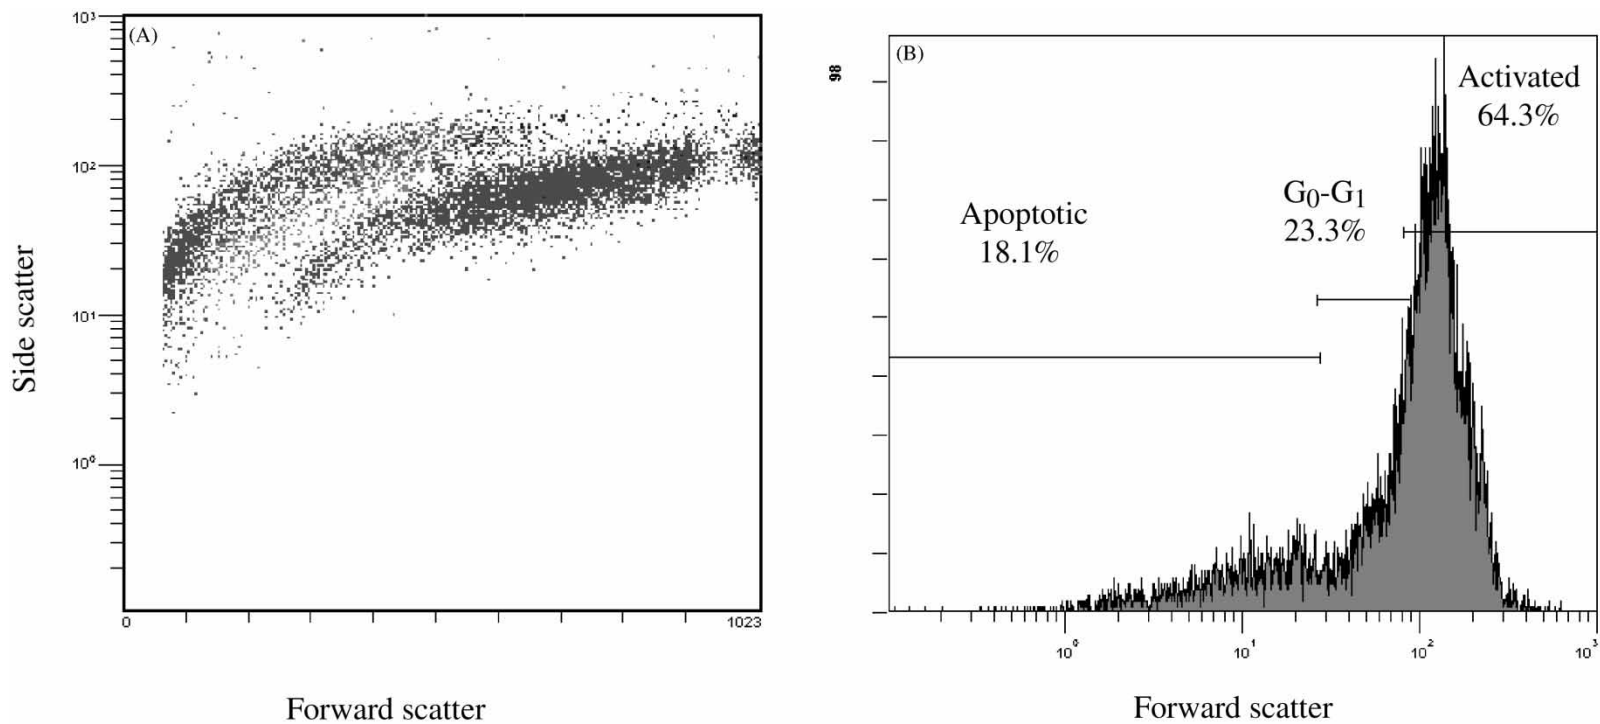 (A)
10³
10²
10¹
10⁰
0
1023
Side scatter
Forward scatter
(B)
98
Activated
64.3%
G₀-G₁
23.3%
Apoptotic
18.1%
10⁰
10¹
10²
10³
Forward scatter